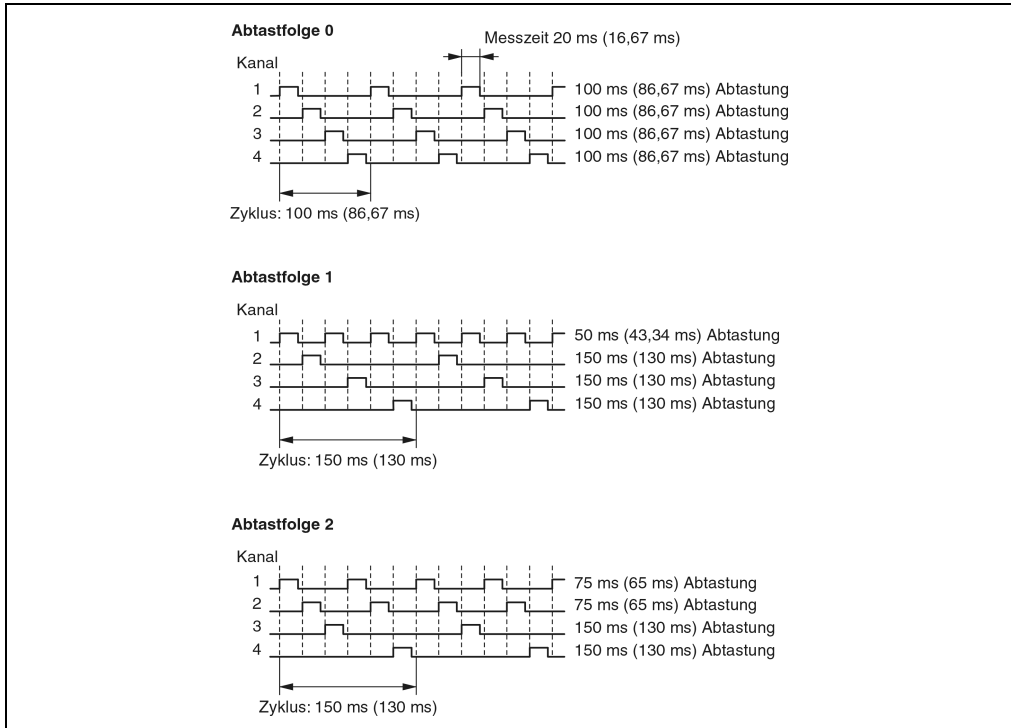 Abtastfolge 0
Messzeit 20 ms (16,67 ms)
Kanal
1 100 ms (86,67 ms) Abtastung
2 100 ms (86,67 ms) Abtastung
3 100 ms (86,67 ms) Abtastung
4 100 ms (86,67 ms) Abtastung
Zyklus: 100 ms (86,67 ms)
Abtastfolge 1
Kanal
1 50 ms (43,34 ms) Abtastung
2 150 ms (130 ms) Abtastung
3 150 ms (130 ms) Abtastung
4 150 ms (130 ms) Abtastung
Zyklus: 150 ms (130 ms)
Abtastfolge 2
Kanal
1 75 ms (65 ms) Abtastung
2 75 ms (65 ms) Abtastung
3 150 ms (130 ms) Abtastung
4 150 ms (130 ms) Abtastung
Zyklus: 150 ms (130 ms)